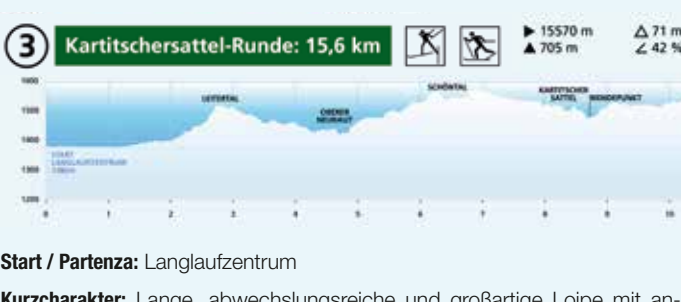 3 Kartitschersattel-Runde: 15,6 km
▶ 15570 m △ 71 m
▲ 705 m ∠ 42 %
1600
1500
1400
1300
1200
LEITERTAL
OBERER
SCHÖNTAL
KARTITSCHER
SATTEL
WENDEPUNKT
START
LANGLAUFZENTRUM
0 1 2 3 4 5 6 7 8 9 10
Start / Partenza: Langlaufzentrum
Kurzcharakter: Lange, abwechslungsreiche und großartige Loipe mit an-